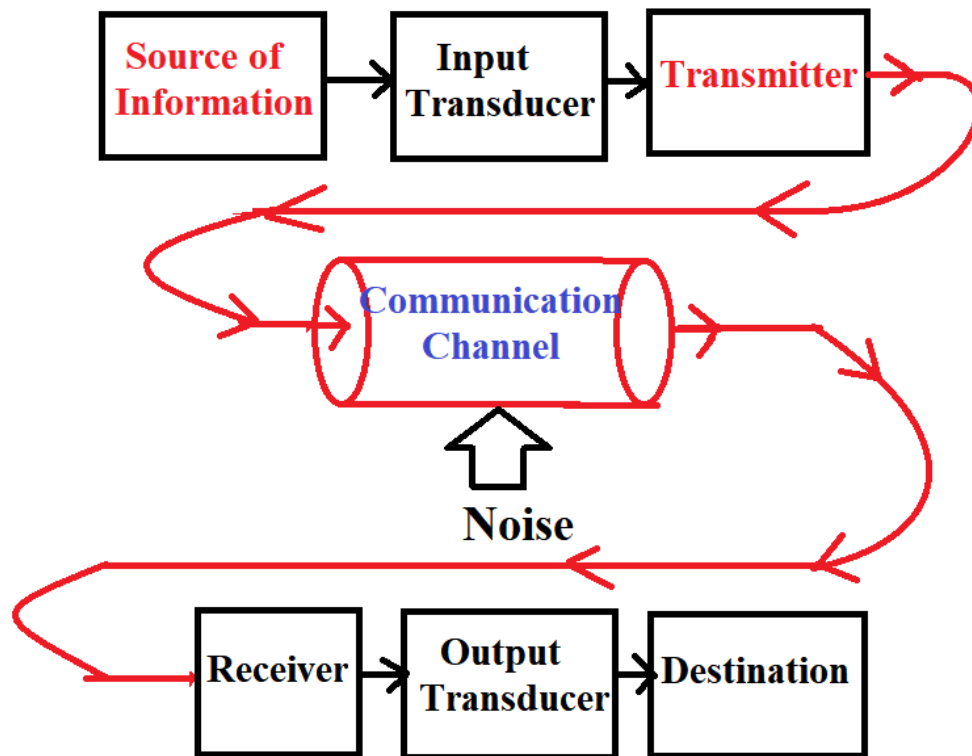 Source of
Information
Input
Transducer
Transmitter
Communication
Channel
Noise
Receiver
Output
Transducer
Destination